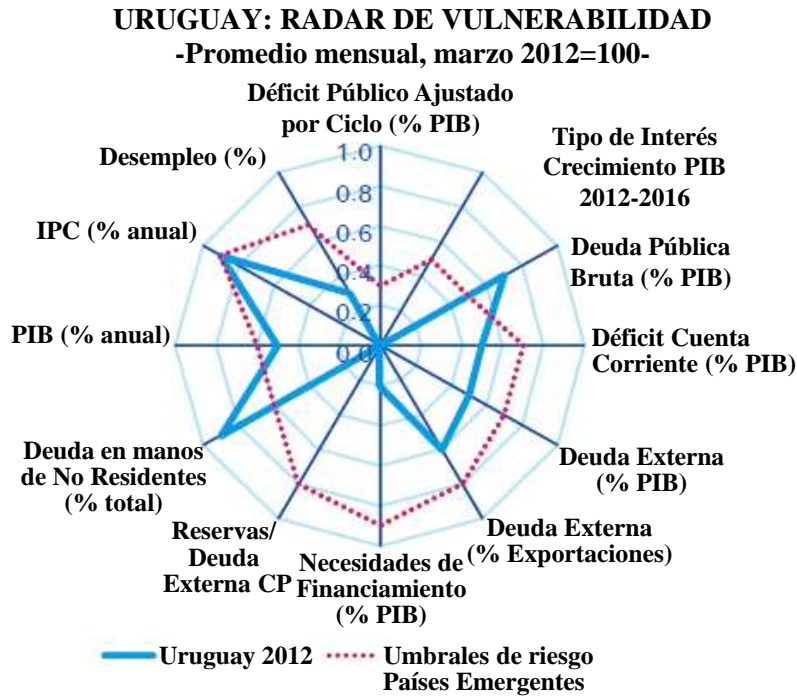 URUGUAY: RADAR DE VULNERABILIDAD
-Promedio mensual, marzo 2012=100-
Déficit Público Ajustado
por Ciclo (% PIB)
Tipo de Interés
Crecimiento PIB
2012-2016
Deuda Pública
Bruta (% PIB)
Déficit Cuenta
Corriente (% PIB)
Deuda Externa
(% PIB)
Deuda Externa
(% Exportaciones)
Necesidades de
Financiamiento
(% PIB)
Reservas/
Deuda
Externa CP
Deuda en manos
de No Residentes
(% total)
PIB (% anual)
IPC (% anual)
Desempleo (%)
1.0
0.8
0.6
0.4
0.2
0.0
Uruguay 2012
Umbrales de riesgo
Países Emergentes